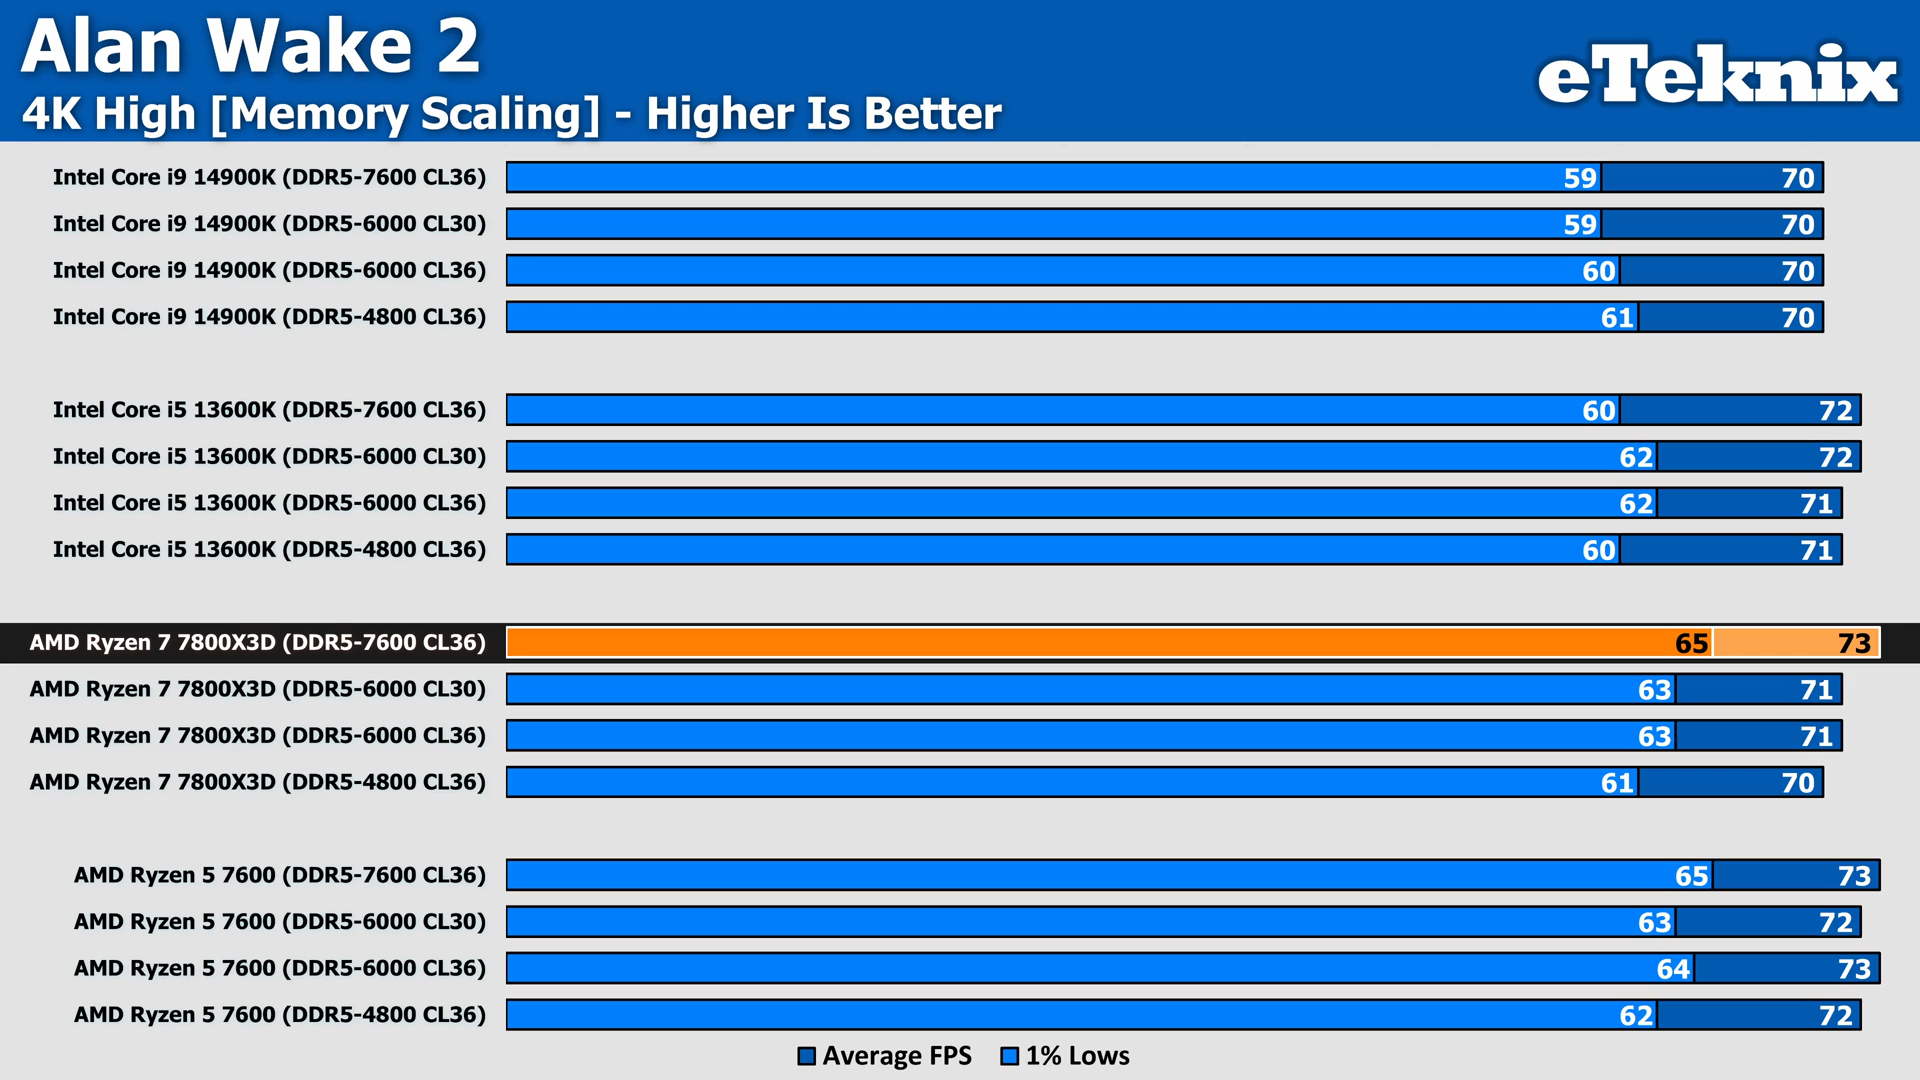 Alan Wake 2
4K High [Memory Scaling] - Higher Is Better
eTeknix
Intel Core i9 14900K (DDR5-7600 CL36) 59 70
Intel Core i9 14900K (DDR5-6000 CL30) 59 70
Intel Core i9 14900K (DDR5-6000 CL36) 60 70
Intel Core i9 14900K (DDR5-4800 CL36) 61 70
Intel Core i5 13600K (DDR5-7600 CL36) 60 72
Intel Core i5 13600K (DDR5-6000 CL30) 62 72
Intel Core i5 13600K (DDR5-6000 CL36) 62 71
Intel Core i5 13600K (DDR5-4800 CL36) 60 71
AMD Ryzen 7 7800X3D (DDR5-7600 CL36) 65 73
AMD Ryzen 7 7800X3D (DDR5-6000 CL30) 63 71
AMD Ryzen 7 7800X3D (DDR5-6000 CL36) 63 71
AMD Ryzen 7 7800X3D (DDR5-4800 CL36) 61 70
AMD Ryzen 5 7600 (DDR5-7600 CL36) 65 73
AMD Ryzen 5 7600 (DDR5-6000 CL30) 63 72
AMD Ryzen 5 7600 (DDR5-6000 CL36) 64 73
AMD Ryzen 5 7600 (DDR5-4800 CL36) 62 72
Average FPS 1% Lows